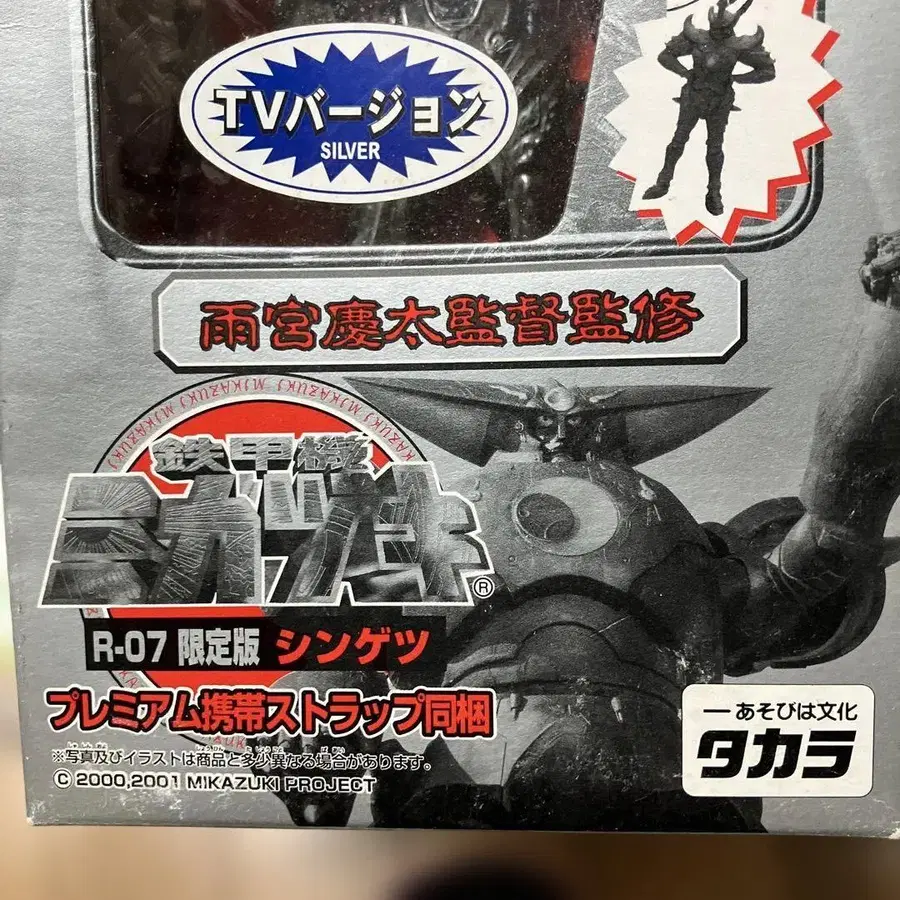 TVバージョン
SILVER
雨宮慶太監督監修
MIKAZUKI MIKAZUKI MIKAZUKI MIKAZUKI
鉄甲機
ミカヅキ®
R-07 限定版 シンゲツ
プレミアム携帯ストラップ同梱
※写真及びイラストは商品と多少異なる場合があります。
© 2000,2001 MIKAZUKI PROJECT
ーあそびは文化
タカラ